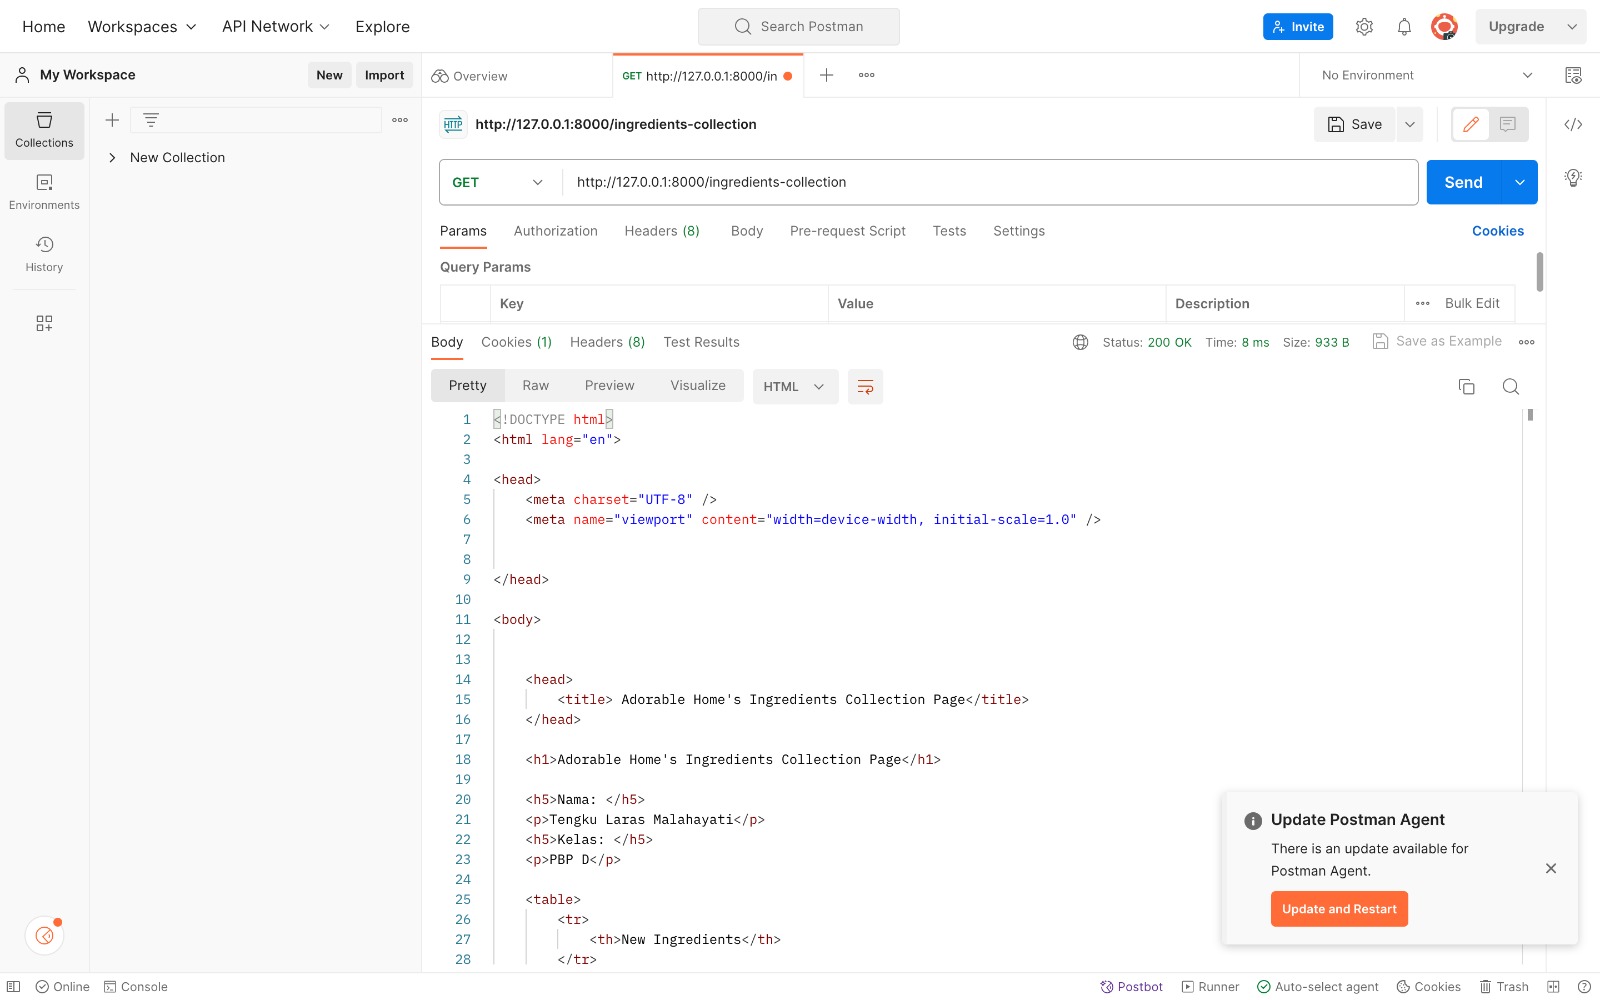 Home Workspaces API Network Explore Search Postman Invite Upgrade
My Workspace New Import Overview GET http://127.0.0.1:8000/in No Environment
Collections
Environments
History
New Collection
HTTP http://127.0.0.1:8000/ingredients-collection Save
GET http://127.0.0.1:8000/ingredients-collection Send
Params Authorization Headers (8) Body Pre-request Script Tests Settings Cookies
Query Params
Key Value Description Bulk Edit
Body Cookies (1) Headers (8) Test Results Status: 200 OK Time: 8 ms Size: 933 B Save as Example
Pretty Raw Preview Visualize HTML
1 <!DOCTYPE html>
2 <html lang="en">
3
4 <head>
5 <meta charset="UTF-8" />
6 <meta name="viewport" content="width=device-width, initial-scale=1.0" />
7
8
9 </head>
10
11 <body>
12
13
14 <head>
15 <title> Adorable Home's Ingredients Collection Page</title>
16 </head>
17
18 <h1>Adorable Home's Ingredients Collection Page</h1>
19
20 <h5>Nama: </h5>
21 <p>Tengku Laras Malahayati</p>
22 <h5>Kelas: </h5>
23 <p>PBP D</p>
24
25 <table>
26 <tr>
27 <th>New Ingredients</th>
28 </tr>
Update Postman Agent
There is an update available for
Postman Agent.
Update and Restart
Online Console Postbot Runner Auto-select agent Cookies Trash